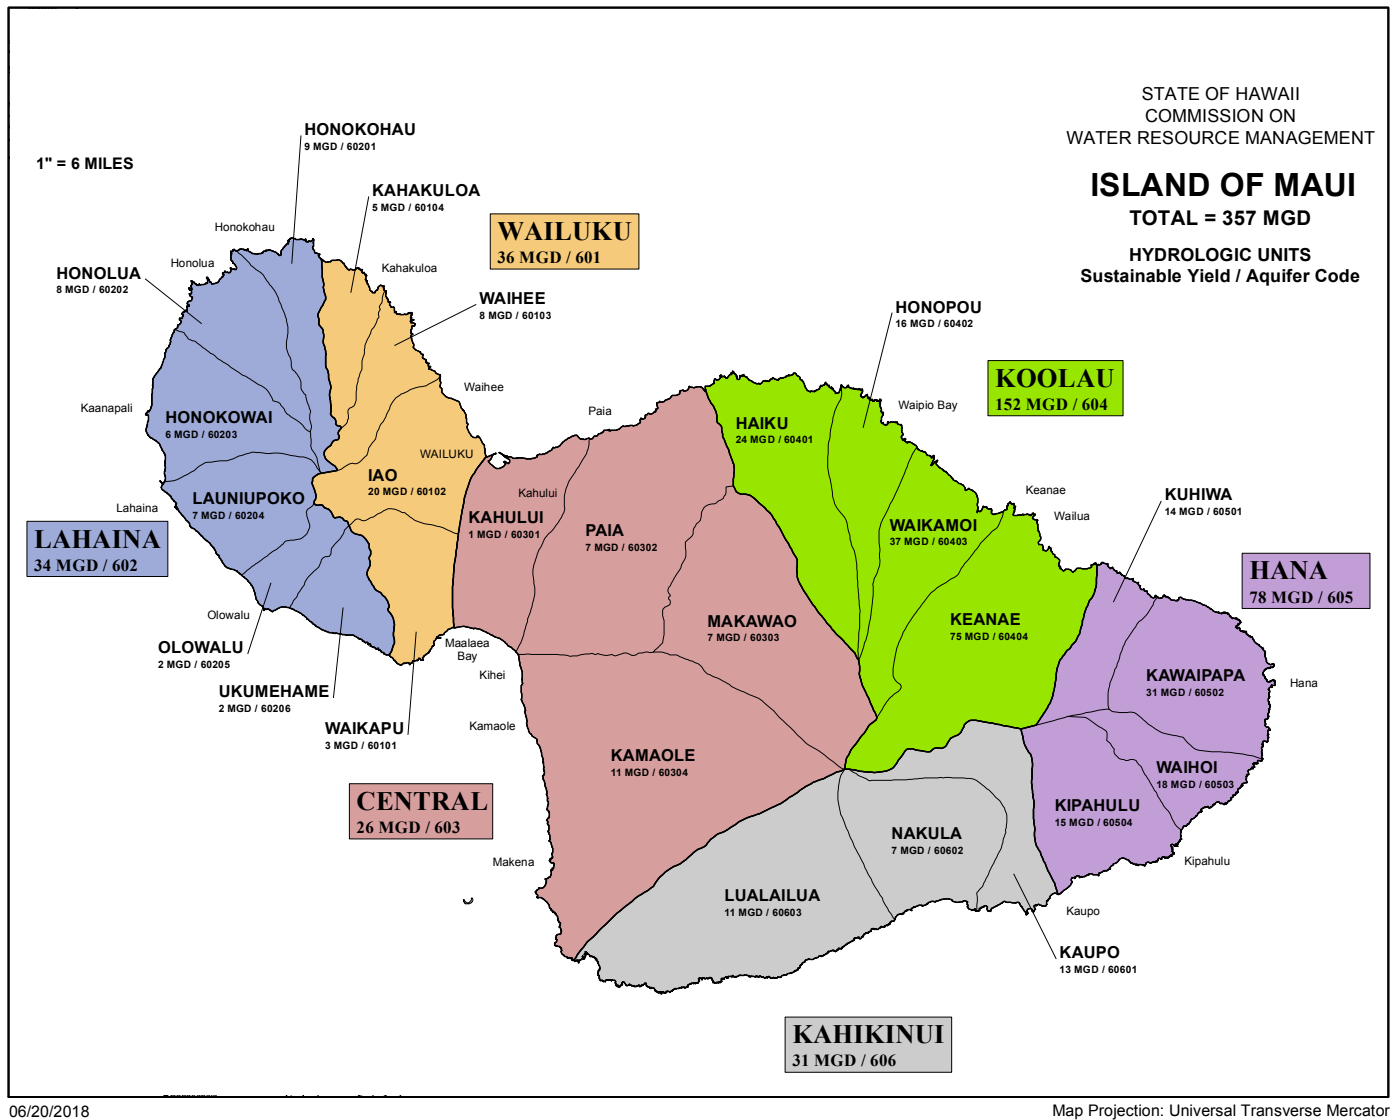 STATE OF HAWAII
COMMISSION ON
WATER RESOURCE MANAGEMENT
ISLAND OF MAUI
TOTAL = 357 MGD
HYDROLOGIC UNITS
Sustainable Yield / Aquifer Code
1" = 6 MILES
HONOKOHAU
9 MGD / 60201
KAHAKULOA
5 MGD / 60104
WAILUKU
36 MGD / 601
Honokohau
Honolua
Kahakuloa
HONOLUA
8 MGD / 60202
WAIHEE
8 MGD / 60103
HONOPOU
16 MGD / 60402
KOOLAU
152 MGD / 604
Waihee
Kaanapali
Paia
Waipio Bay
HONOKOWAI
6 MGD / 60203
HAIKU
24 MGD / 60401
WAILUKU
IAO
20 MGD / 60102
Kahului
Keanae
Wailua
KUHIWA
14 MGD / 60501
LAUNIUPOKO
7 MGD / 60204
Lahaina
KAHULUI
1 MGD / 60301
PAIA
7 MGD / 60302
WAIKAMOI
37 MGD / 60403
LAHAINA
34 MGD / 602
HANA
78 MGD / 605
Olowalu
MAKAWAO
7 MGD / 60303
KEANAE
75 MGD / 60404
OLOWALU
2 MGD / 60205
Maalaea
Bay
Kihei
KAWAIPAPA
31 MGD / 60502
Hana
UKUMEHAME
2 MGD / 60206
WAIKAPU
3 MGD / 60101
Kamaole
KAMAOLE
11 MGD / 60304
WAIHOI
18 MGD / 60503
CENTRAL
26 MGD / 603
KIPAHULU
15 MGD / 60504
NAKULA
7 MGD / 60602
Makena
Kipahulu
LUALAILUA
11 MGD / 60603
Kaupo
KAUPO
13 MGD / 60601
KAHIKINUI
31 MGD / 606
06/20/2018
Map Projection: Universal Transverse Mercator